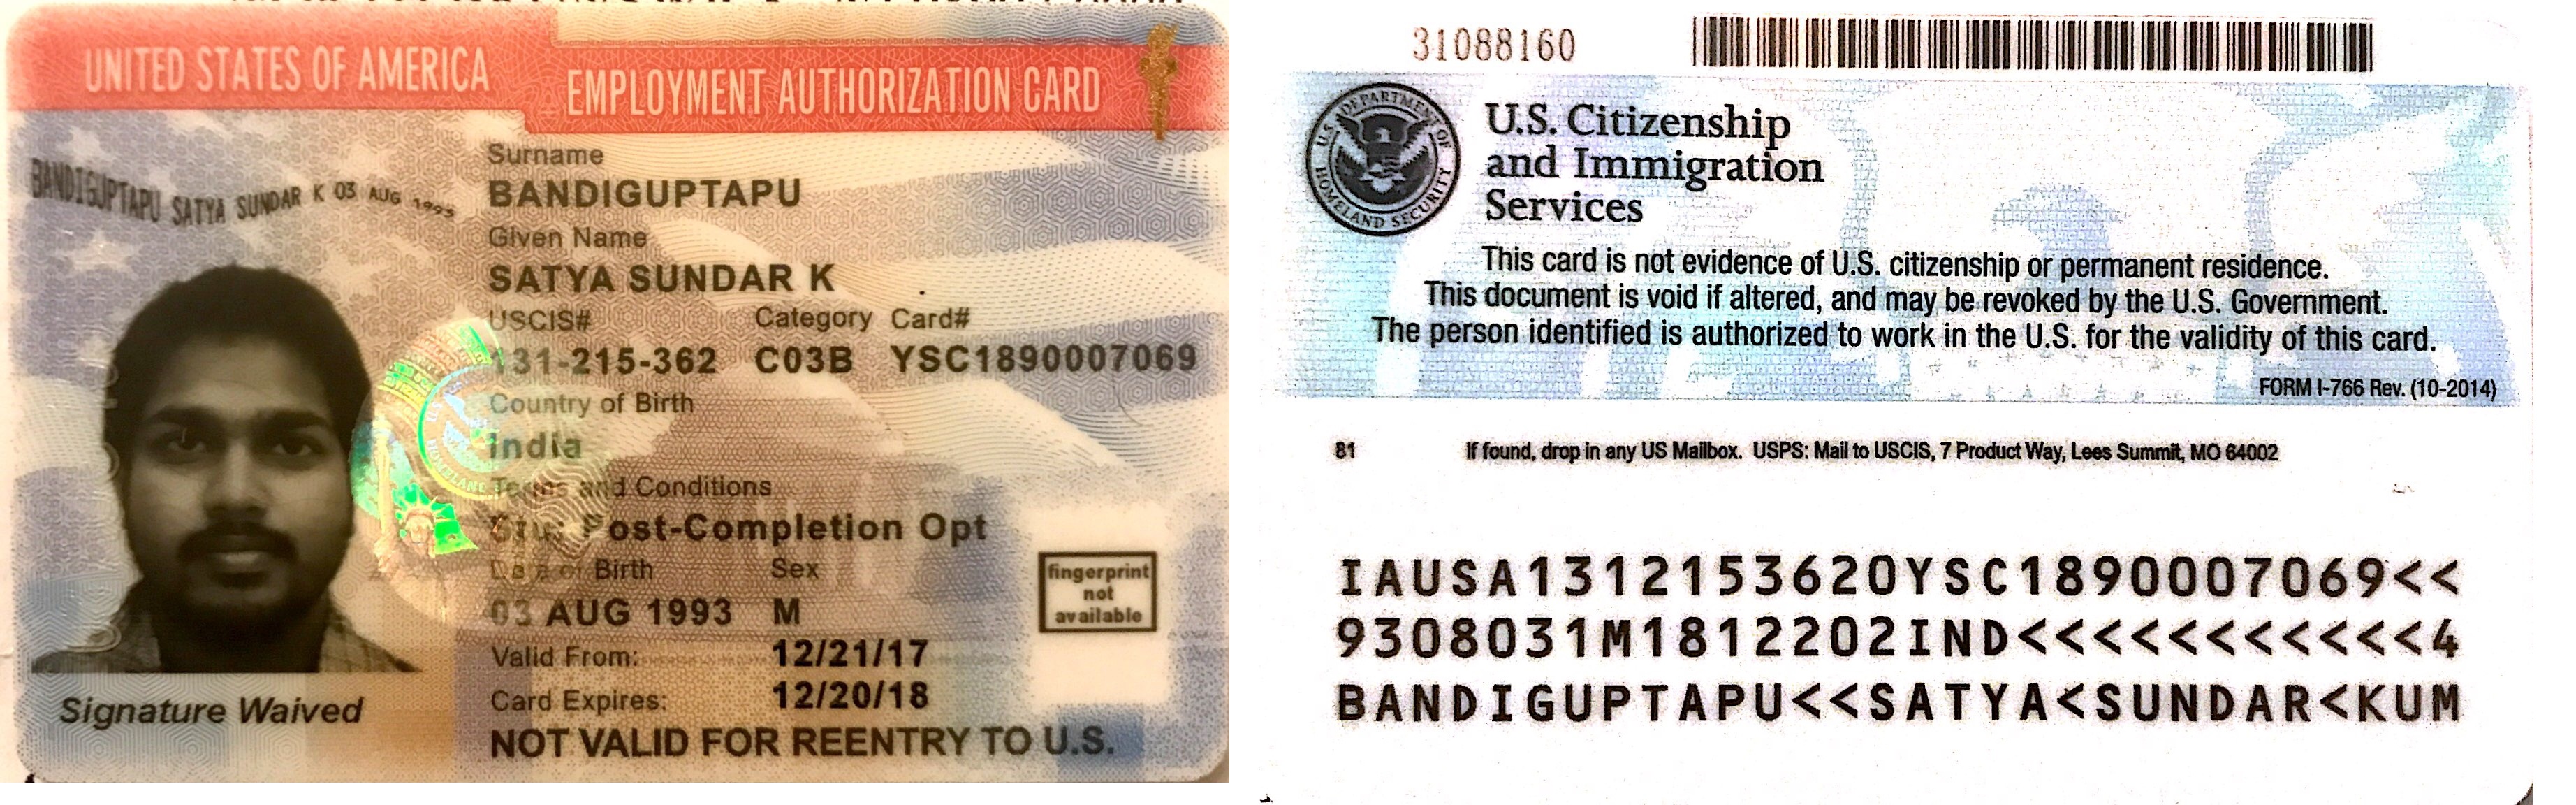 UNITED STATES OF AMERICA
EMPLOYMENT AUTHORIZATION CARD
BANDIGUPTAPU SATYA SUNDAR K 03 AUG 1993
Surname
BANDIGUPTAPU
Given Name
SATYA SUNDAR K
USCIS# Category Card#
131-215-362 C03B YSC1890007069
Country of Birth
India
Terms and Conditions
Stu: Post-Completion Opt
Date of Birth Sex
03 AUG 1993 M
Valid From: 12/21/17
Card Expires: 12/20/18
NOT VALID FOR REENTRY TO U.S.
fingerprint
not
available
Signature Waived
31088160
U.S. DEPARTMENT OF HOMELAND SECURITY
U.S. Citizenship
and Immigration
Services
This card is not evidence of U.S. citizenship or permanent residence.
This document is void if altered, and may be revoked by the U.S. Government.
The person identified is authorized to work in the U.S. for the validity of this card.
FORM I-766 Rev. (10-2014)
81 If found, drop in any US Mailbox. USPS: Mail to USCIS, 7 Product Way, Lees Summit, MO 64002
IAUSA1312153620YSC1890007069<<
9308031M1812202IND<<<<<<<<<<<4
BANDIGUPTAPU<<SATYA<SUNDAR<KUM